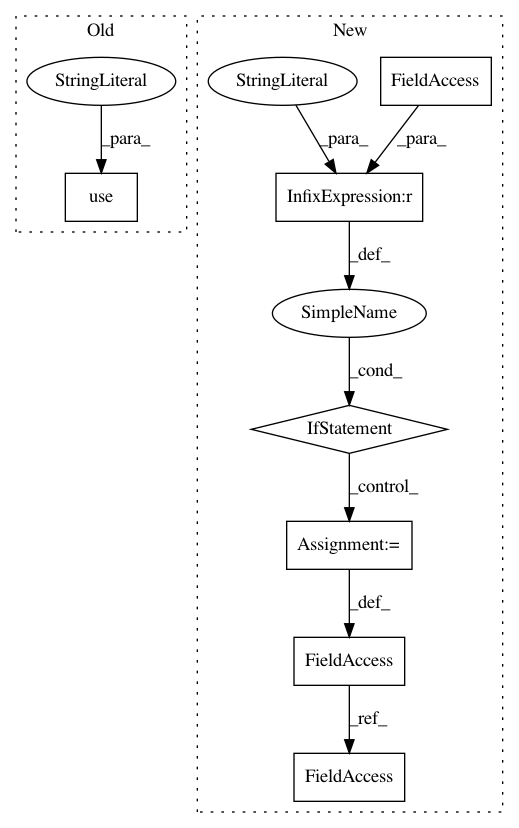 Old
New
StringLiteral
StringLiteral
FieldAccess
_para_
_para_
_para_
use
InfixExpression:r
_def_
SimpleName
_cond_
IfStatement
_control_
Assignment:=
_def_
FieldAccess
_ref_
FieldAccess